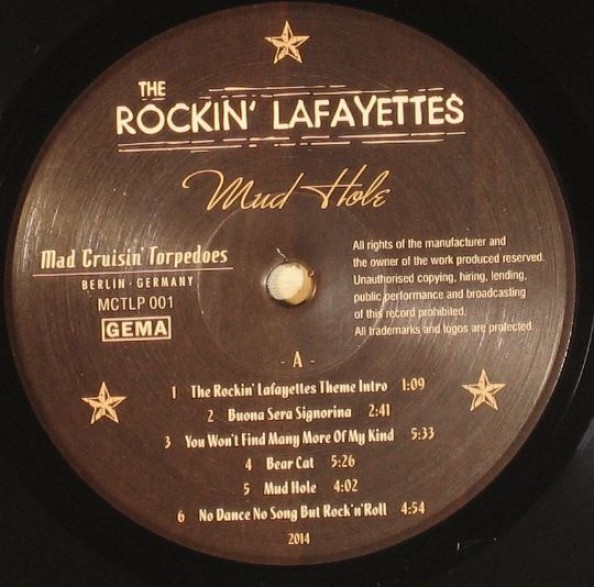 THE
ROCKIN' LAFAYETTES
Mud Hole
Mad Cruisin' Torpedoes
BERLIN · GERMANY
MCTLP 001
GEMA
All rights of the manufacturer and
the owner of the work produced reserved.
Unauthorised copying, hiring, lending,
public performance and broadcasting
of this record prohibited.
All trademarks and logos are protected.
- A -
1 The Rockin' Lafayettes Theme Intro 1:09
2 Buona Sera Signorina 2:41
3 You Won't Find Many More Of My Kind 5:33
4 Bear Cat 5:26
5 Mud Hole 4:02
6 No Dance No Song But Rock'n'Roll 4:54
2014